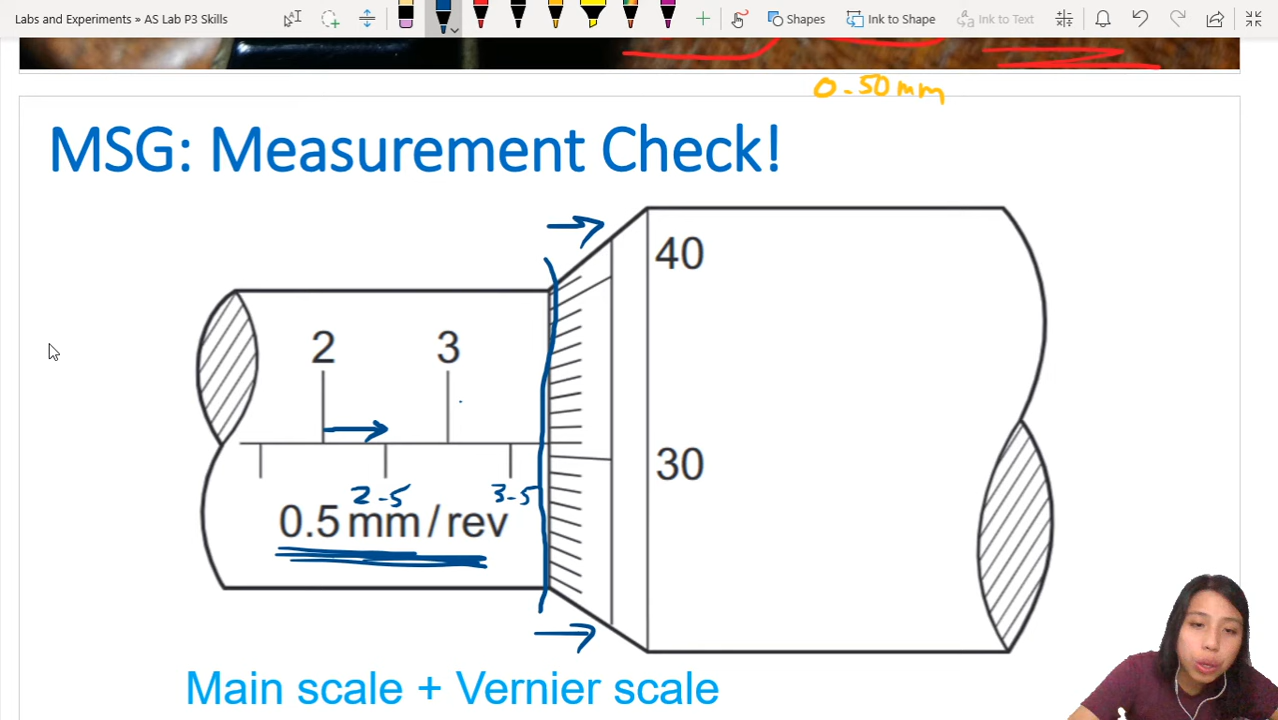 Labs and Experiments » AS Lab P3 Skills
Shapes
Ink to Shape
Ink to Text
0.50 mm
MSG: Measurement Check!
40
2 3
30
2.5 3.5
0.5 mm / rev
Main scale + Vernier scale